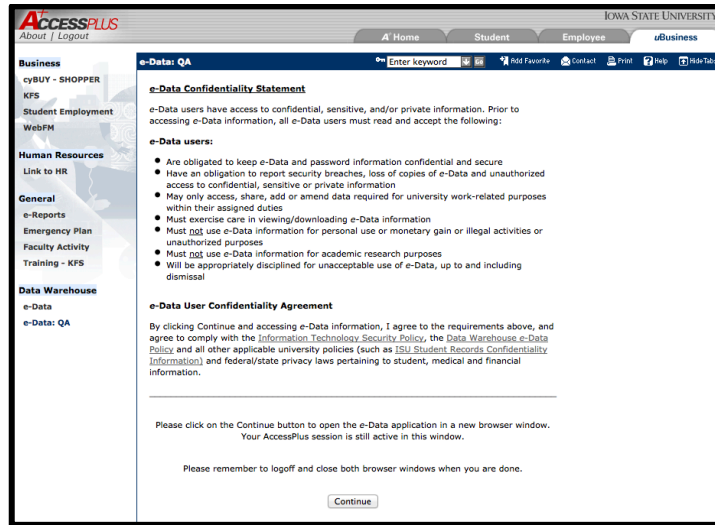 IOWA STATE UNIVERSITY
ACCESSPLUS
About | Logout
A+ Home
Student
Employee
uBusiness
e-Data: QA
Enter keyword
Go
Add Favorite
Contact
Print
Help
HideTabs
Business
cyBUY - SHOPPER
KFS
Student Employment
WebFM
Human Resources
Link to HR
General
e-Reports
Emergency Plan
Faculty Activity
Training - KFS
Data Warehouse
e-Data
e-Data: QA
e-Data Confidentiality Statement
e-Data users have access to confidential, sensitive, and/or private information. Prior to
accessing e-Data information, all e-Data users must read and accept the following:
e-Data users:
• Are obligated to keep e-Data and password information confidential and secure
• Have an obligation to report security breaches, loss of copies of e-Data and unauthorized
access to confidential, sensitive or private information
• May only access, share, add or amend data required for university work-related purposes
within their assigned duties
• Must exercise care in viewing/downloading e-Data information
• Must not use e-Data information for personal use or monetary gain or illegal activities or
unauthorized purposes
• Must not use e-Data information for academic research purposes
• Will be appropriately disciplined for unacceptable use of e-Data, up to and including
dismissal
e-Data User Confidentiality Agreement
By clicking Continue and accessing e-Data information, I agree to the requirements above, and
agree to comply with the Information Technology Security Policy, the Data Warehouse e-Data
Policy and all other applicable university policies (such as ISU Student Records Confidentiality
Information) and federal/state privacy laws pertaining to student, medical and financial
information.
Please click on the Continue button to open the e-Data application in a new browser window.
Your AccessPlus session is still active in this window.
Please remember to logoff and close both browser windows when you are done.
Continue